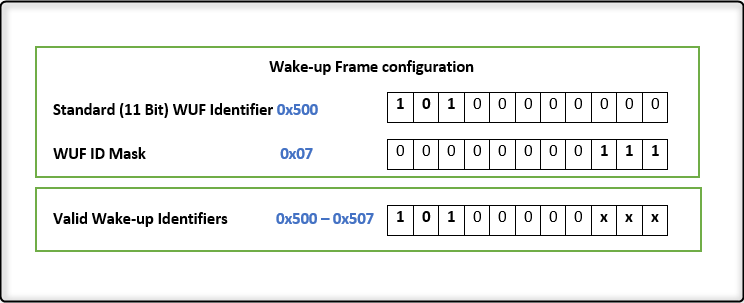 Wake-up Frame configuration
Standard (11 Bit) WUF Identifier 0x500 1 0 1 0 0 0 0 0 0 0 0
WUF ID Mask 0x07 0 0 0 0 0 0 0 0 1 1 1
Valid Wake-up Identifiers 0x500 – 0x507 1 0 1 0 0 0 0 0 x x x